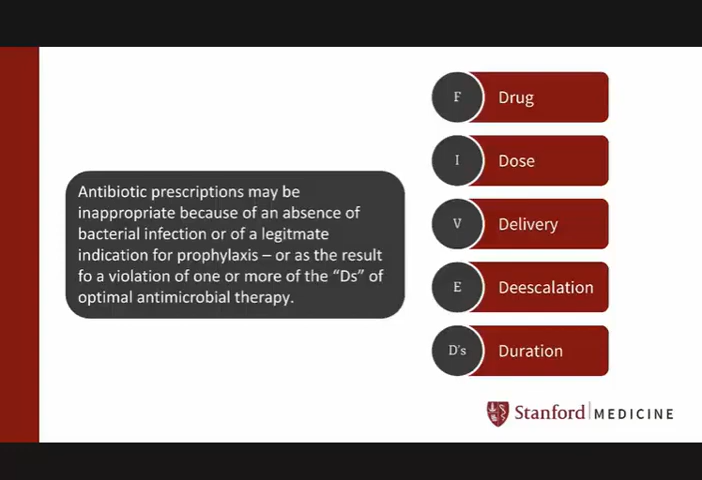 Antibiotic prescriptions may be
inappropriate because of an absence of
bacterial infection or of a legitmate
indication for prophylaxis – or as the result
fo a violation of one or more of the “Ds” of
optimal antimicrobial therapy.
F Drug
I Dose
V Delivery
E Deescalation
D's Duration
Stanford MEDICINE